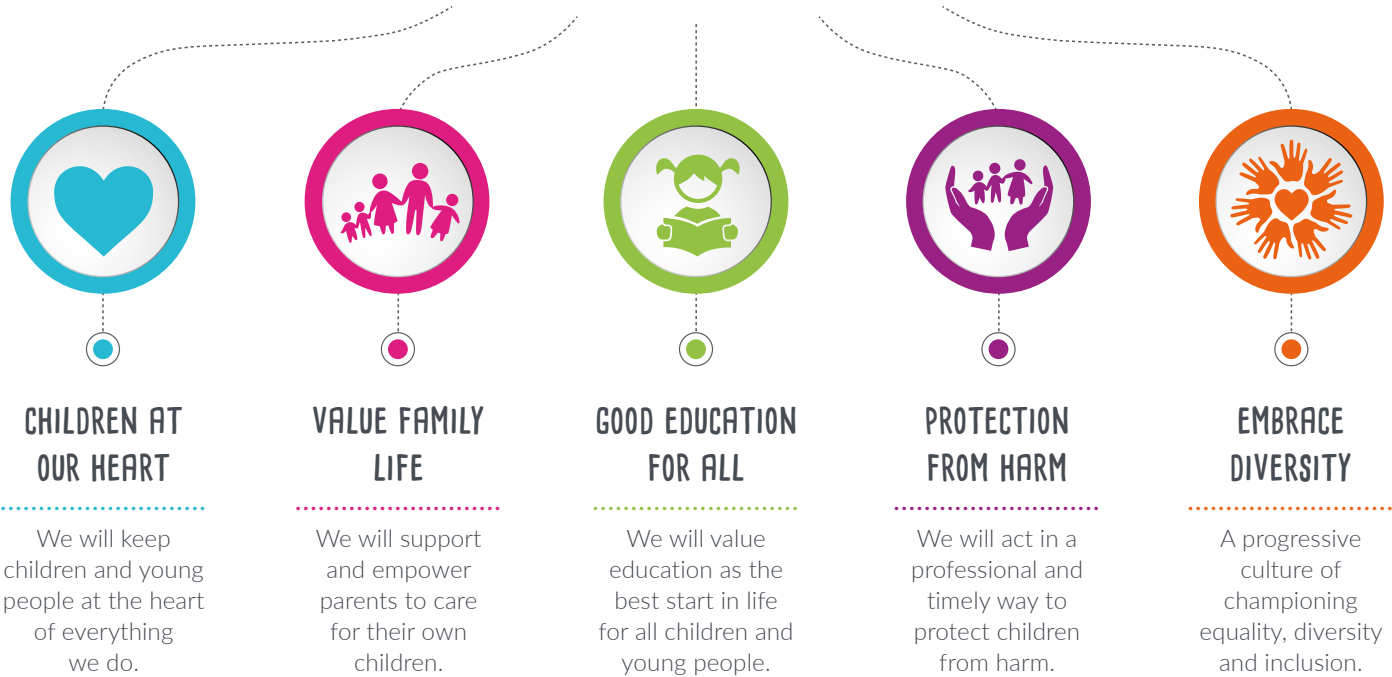 CHILDREN AT
OUR HEART
We will keep
children and young
people at the heart
of everything
we do.
VALUE FAMILY
LIFE
We will support
and empower
parents to care
for their own
children.
GOOD EDUCATION
FOR ALL
We will value
education as the
best start in life
for all children and
young people.
PROTECTION
FROM HARM
We will act in a
professional and
timely way to
protect children
from harm.
EMBRACE
DIVERSITY
A progressive
culture of
championing
equality, diversity
and inclusion.